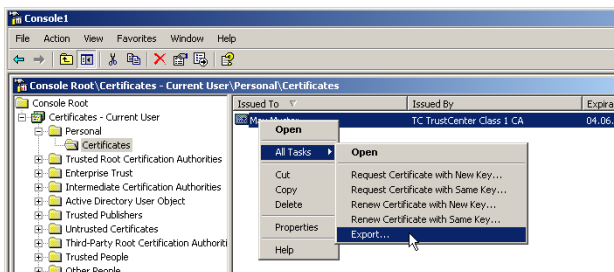 Console1
File Action View Favorites Window Help
Console Root\Certificates - Current User\Personal\Certificates
Console Root
Certificates - Current User
Personal
Certificates
Trusted Root Certification Authorities
Enterprise Trust
Intermediate Certification Authorities
Active Directory User Object
Trusted Publishers
Untrusted Certificates
Third-Party Root Certification Authoriti
Trusted People
Other People
Issued To Issued By Expira
Max Muster TC TrustCenter Class 1 CA 04.06.
Open
All Tasks
Cut
Copy
Delete
Properties
Help
Open
Request Certificate with New Key...
Request Certificate with Same Key...
Renew Certificate with New Key...
Renew Certificate with Same Key...
Export...